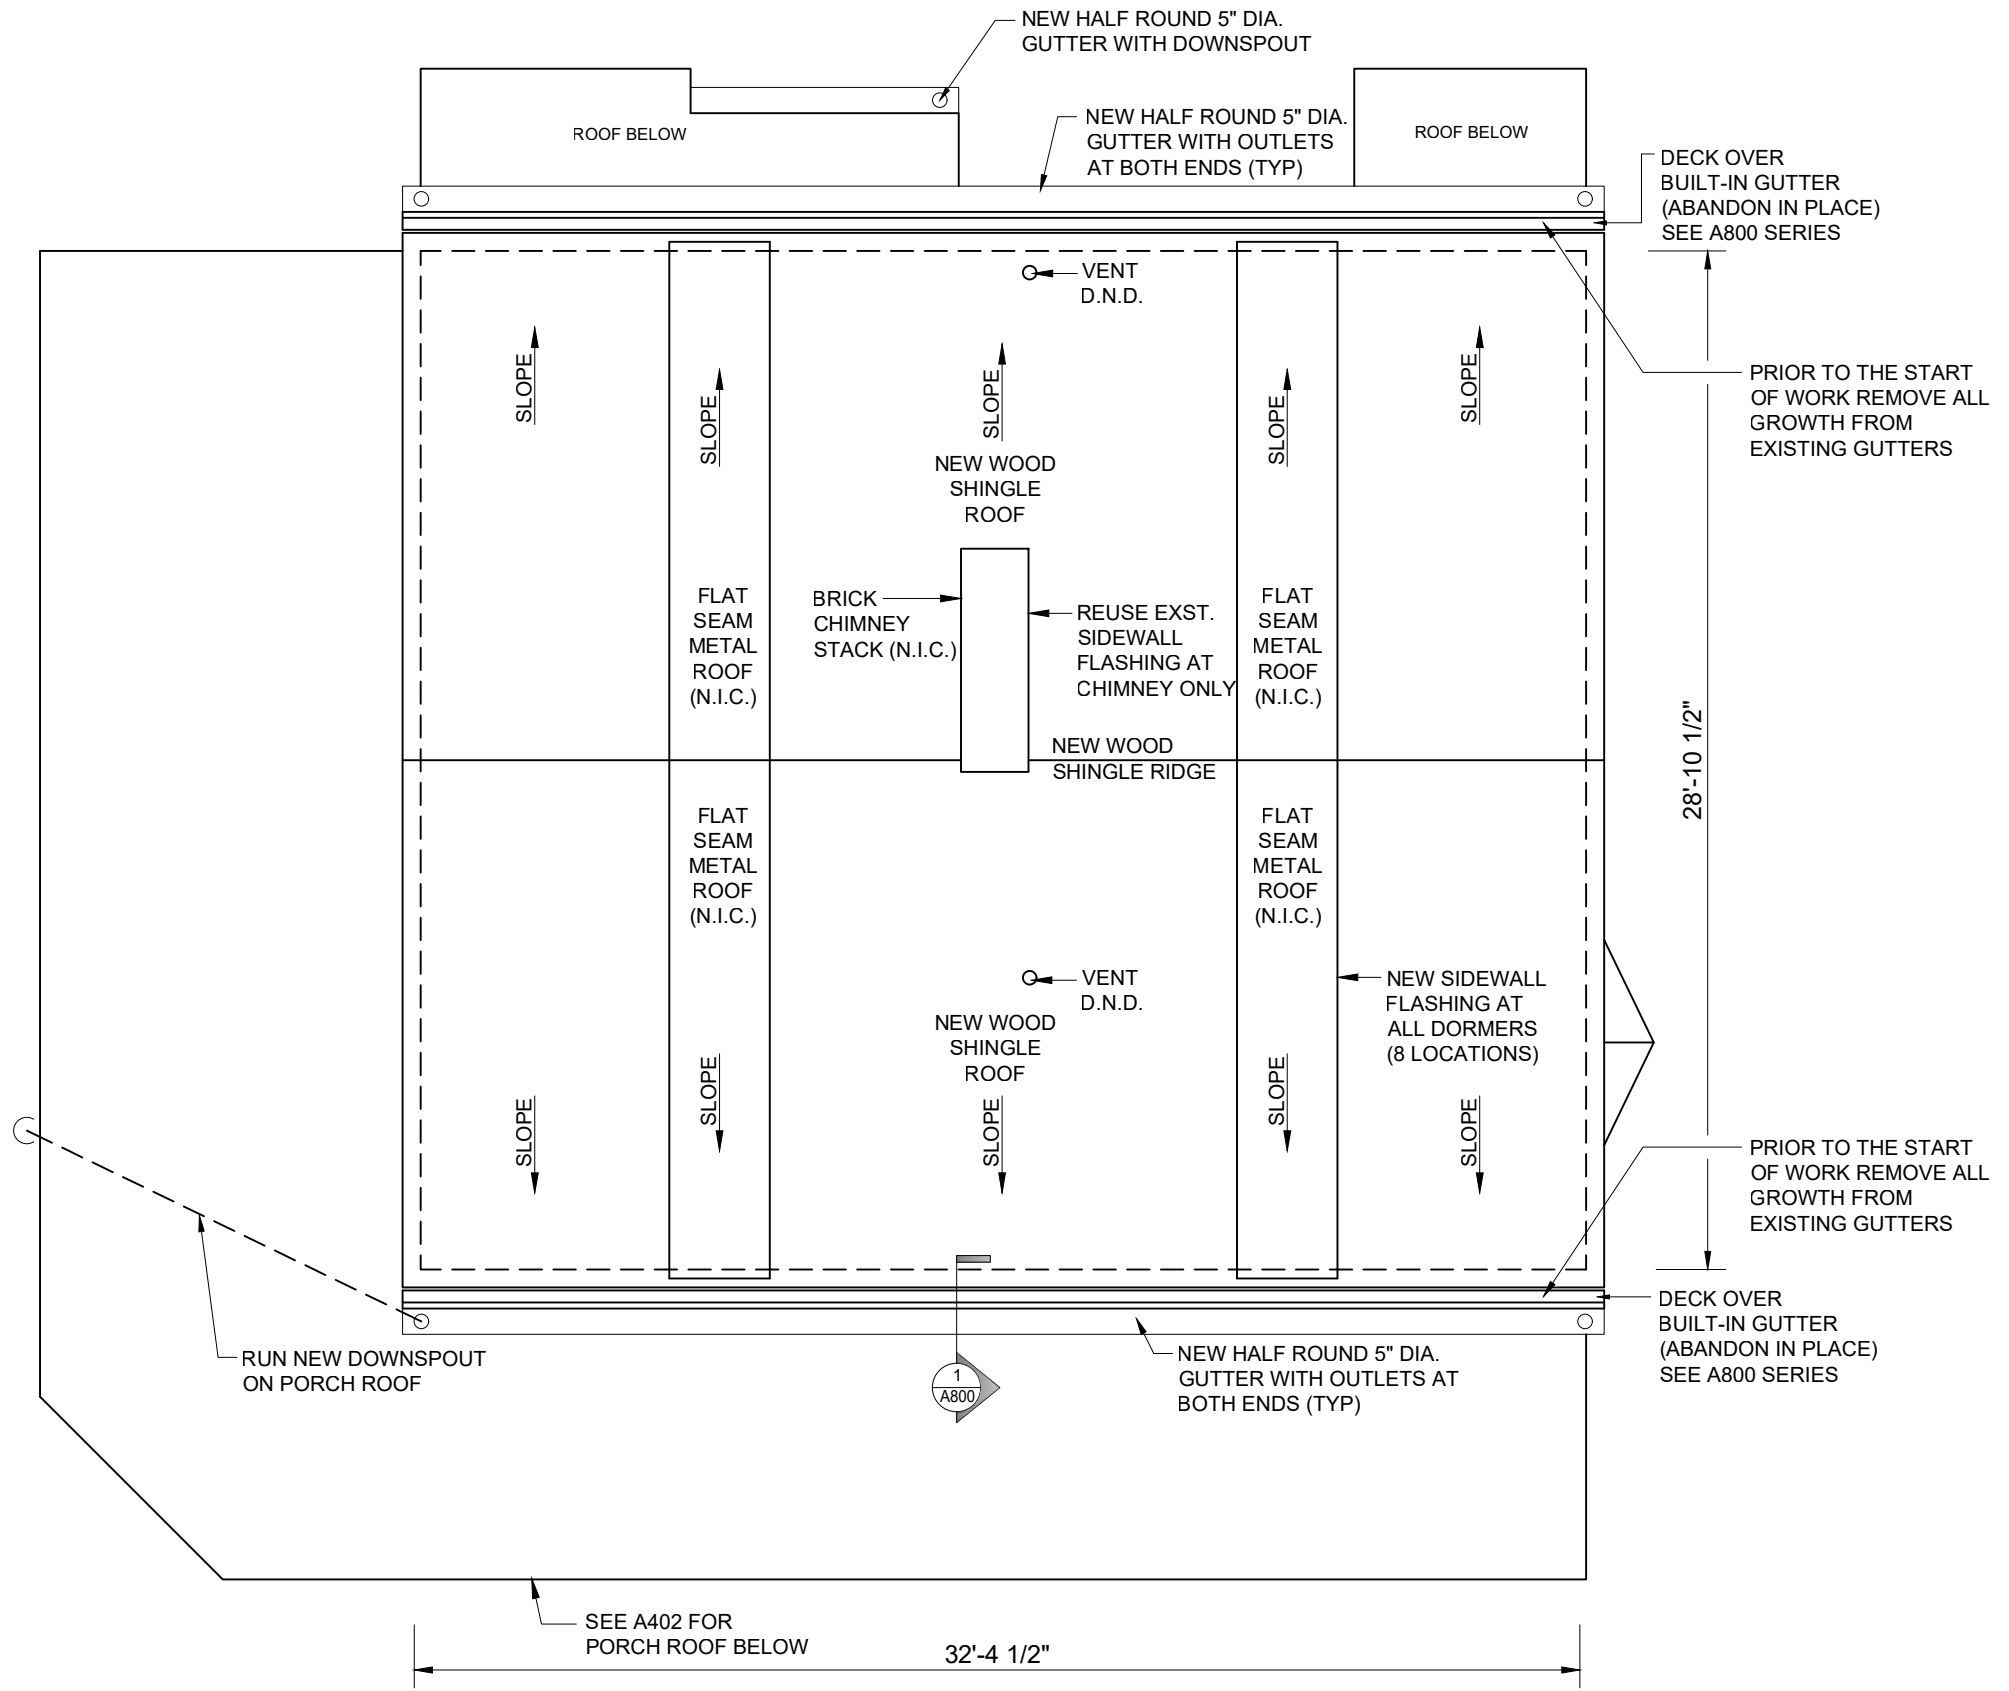 NEW HALF ROUND 5" DIA.
GUTTER WITH DOWNSPOUT
NEW HALF ROUND 5" DIA.
GUTTER WITH OUTLETS
AT BOTH ENDS (TYP)
ROOF BELOW
ROOF BELOW
DECK OVER
BUILT-IN GUTTER
(ABANDON IN PLACE)
SEE A800 SERIES
VENT
D.N.D.
SLOPE
SLOPE
SLOPE
SLOPE
SLOPE
PRIOR TO THE START
OF WORK REMOVE ALL
GROWTH FROM
EXISTING GUTTERS
NEW WOOD
SHINGLE
ROOF
FLAT
SEAM
METAL
ROOF
(N.I.C.)
BRICK
CHIMNEY
STACK (N.I.C.)
REUSE EXST.
SIDEWALL
FLASHING AT
CHIMNEY ONLY
FLAT
SEAM
METAL
ROOF
(N.I.C.)
NEW WOOD
SHINGLE RIDGE
28'-10 1/2"
FLAT
SEAM
METAL
ROOF
(N.I.C.)
FLAT
SEAM
METAL
ROOF
(N.I.C.)
VENT
D.N.D.
NEW WOOD
SHINGLE
ROOF
NEW SIDEWALL
FLASHING AT
ALL DORMERS
(8 LOCATIONS)
SLOPE
SLOPE
SLOPE
SLOPE
SLOPE
PRIOR TO THE START
OF WORK REMOVE ALL
GROWTH FROM
EXISTING GUTTERS
DECK OVER
BUILT-IN GUTTER
(ABANDON IN PLACE)
SEE A800 SERIES
RUN NEW DOWNSPOUT
ON PORCH ROOF
1
A800
NEW HALF ROUND 5" DIA.
GUTTER WITH OUTLETS AT
BOTH ENDS (TYP)
SEE A402 FOR
PORCH ROOF BELOW
32'-4 1/2"